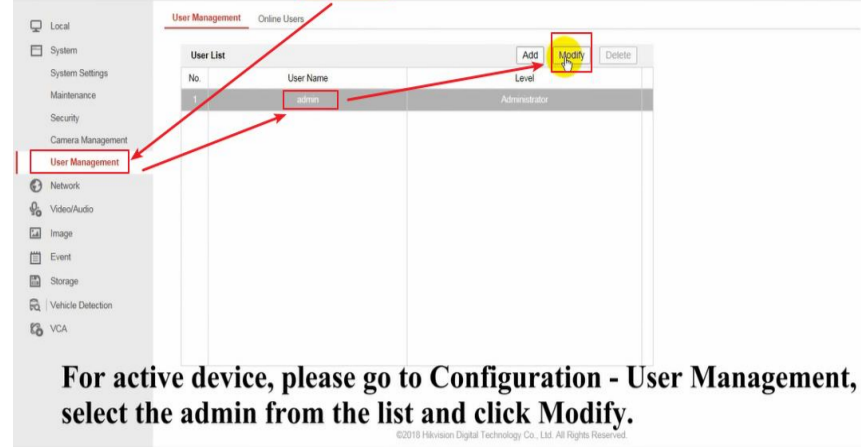 Local
System
System Settings
Maintenance
Security
Camera Management
User Management
Network
Video/Audio
Image
Event
Storage
Vehicle Detection
VCA
User Management Online Users
User List Add Modify Delete
No. User Name Level
1 admin Administrator
For active device, please go to Configuration - User Management,
select the admin from the list and click Modify.
©2018 Hikvision Digital Technology Co., Ltd. All Rights Reserved.